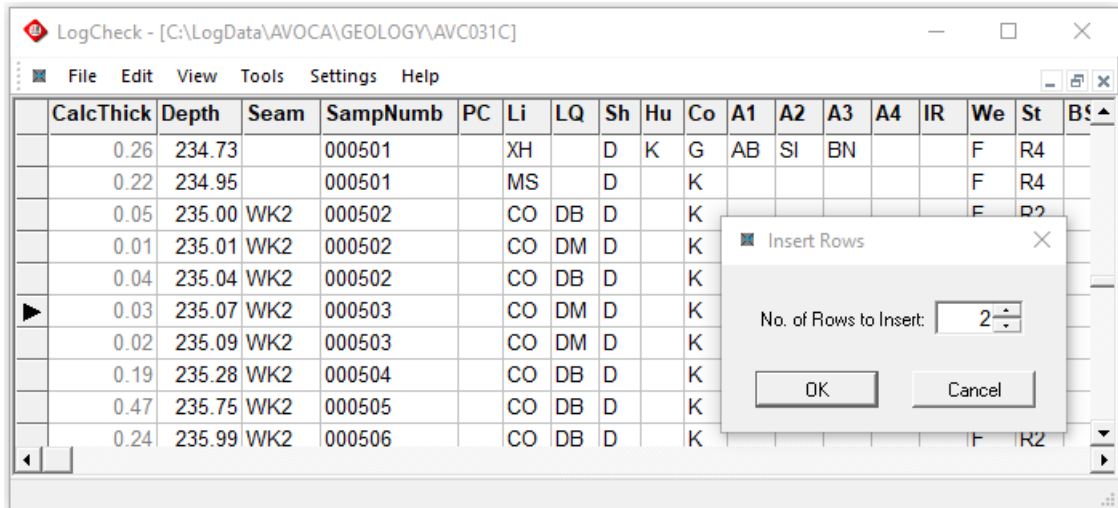 LogCheck - [C:\LogData\AVOCA\GEOLOGY\AVC031C]
File Edit View Tools Settings Help
CalcThick Depth Seam SampNumb PC Li LQ Sh Hu Co A1 A2 A3 A4 IR We St BS
0.26 234.73 000501 XH D K G AB SI BN F R4
0.22 234.95 000501 MS D K F R4
0.05 235.00 WK2 000502 CO DB D K F R2
0.01 235.01 WK2 000502 CO DM D K
0.04 235.04 WK2 000502 CO DB D K
0.03 235.07 WK2 000503 CO DM D K
0.02 235.09 WK2 000503 CO DM D K
0.19 235.28 WK2 000504 CO DB D K
0.47 235.75 WK2 000505 CO DB D K
0.24 235.99 WK2 000506 CO DB D K F R2
Insert Rows
No. of Rows to Insert: 2
OK Cancel